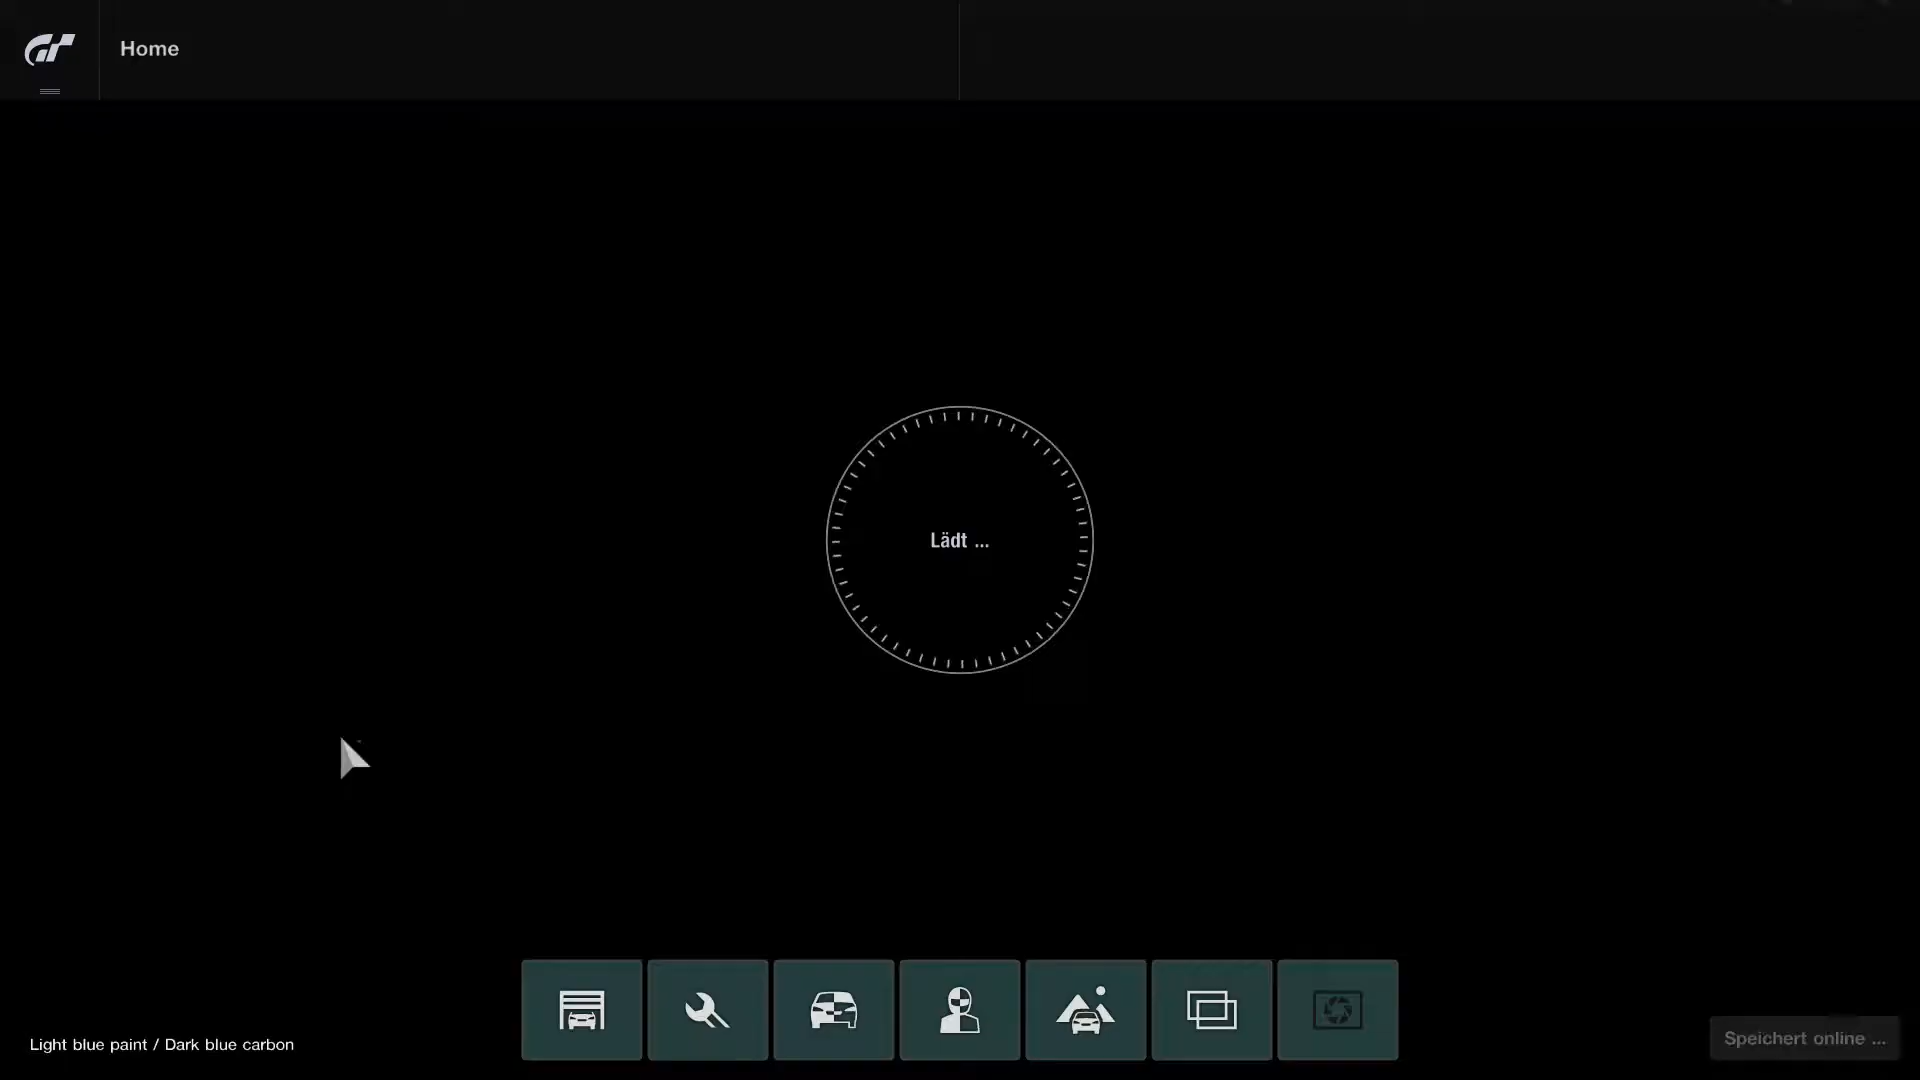 Home
Lädt ...
Light blue paint / Dark blue carbon
Speichert online ...